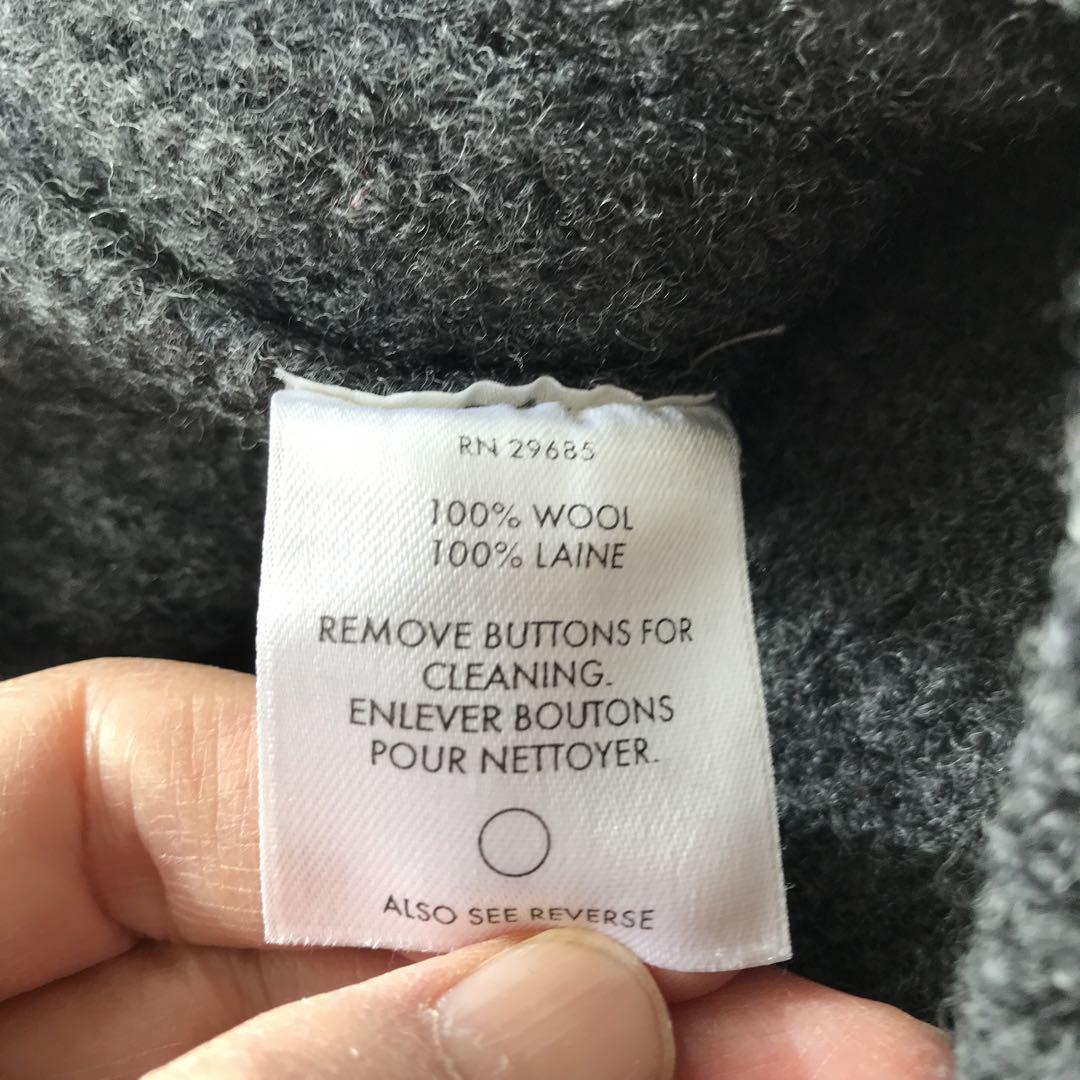 RN 29685
100% WOOL
100% LAINE
REMOVE BUTTONS FOR
CLEANING.
ENLEVER BOUTONS
POUR NETTOYER.
ALSO SEE REVERSE